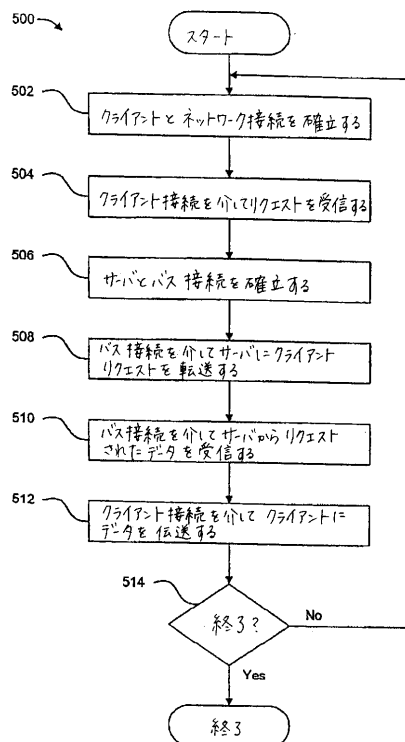 500
スタート
502
クライアントとネットワーク接続を確立する
504
クライアント接続を介してリクエストを受信する
506
サーバとバス接続を確立する
508
バス接続を介してサーバにクライアント
リクエストを転送する
510
バス接続を介してサーバからリクエスト
されたデータを受信する
512
クライアント接続を介してクライアントに
データを伝送する
514
終了?
No
Yes
終了